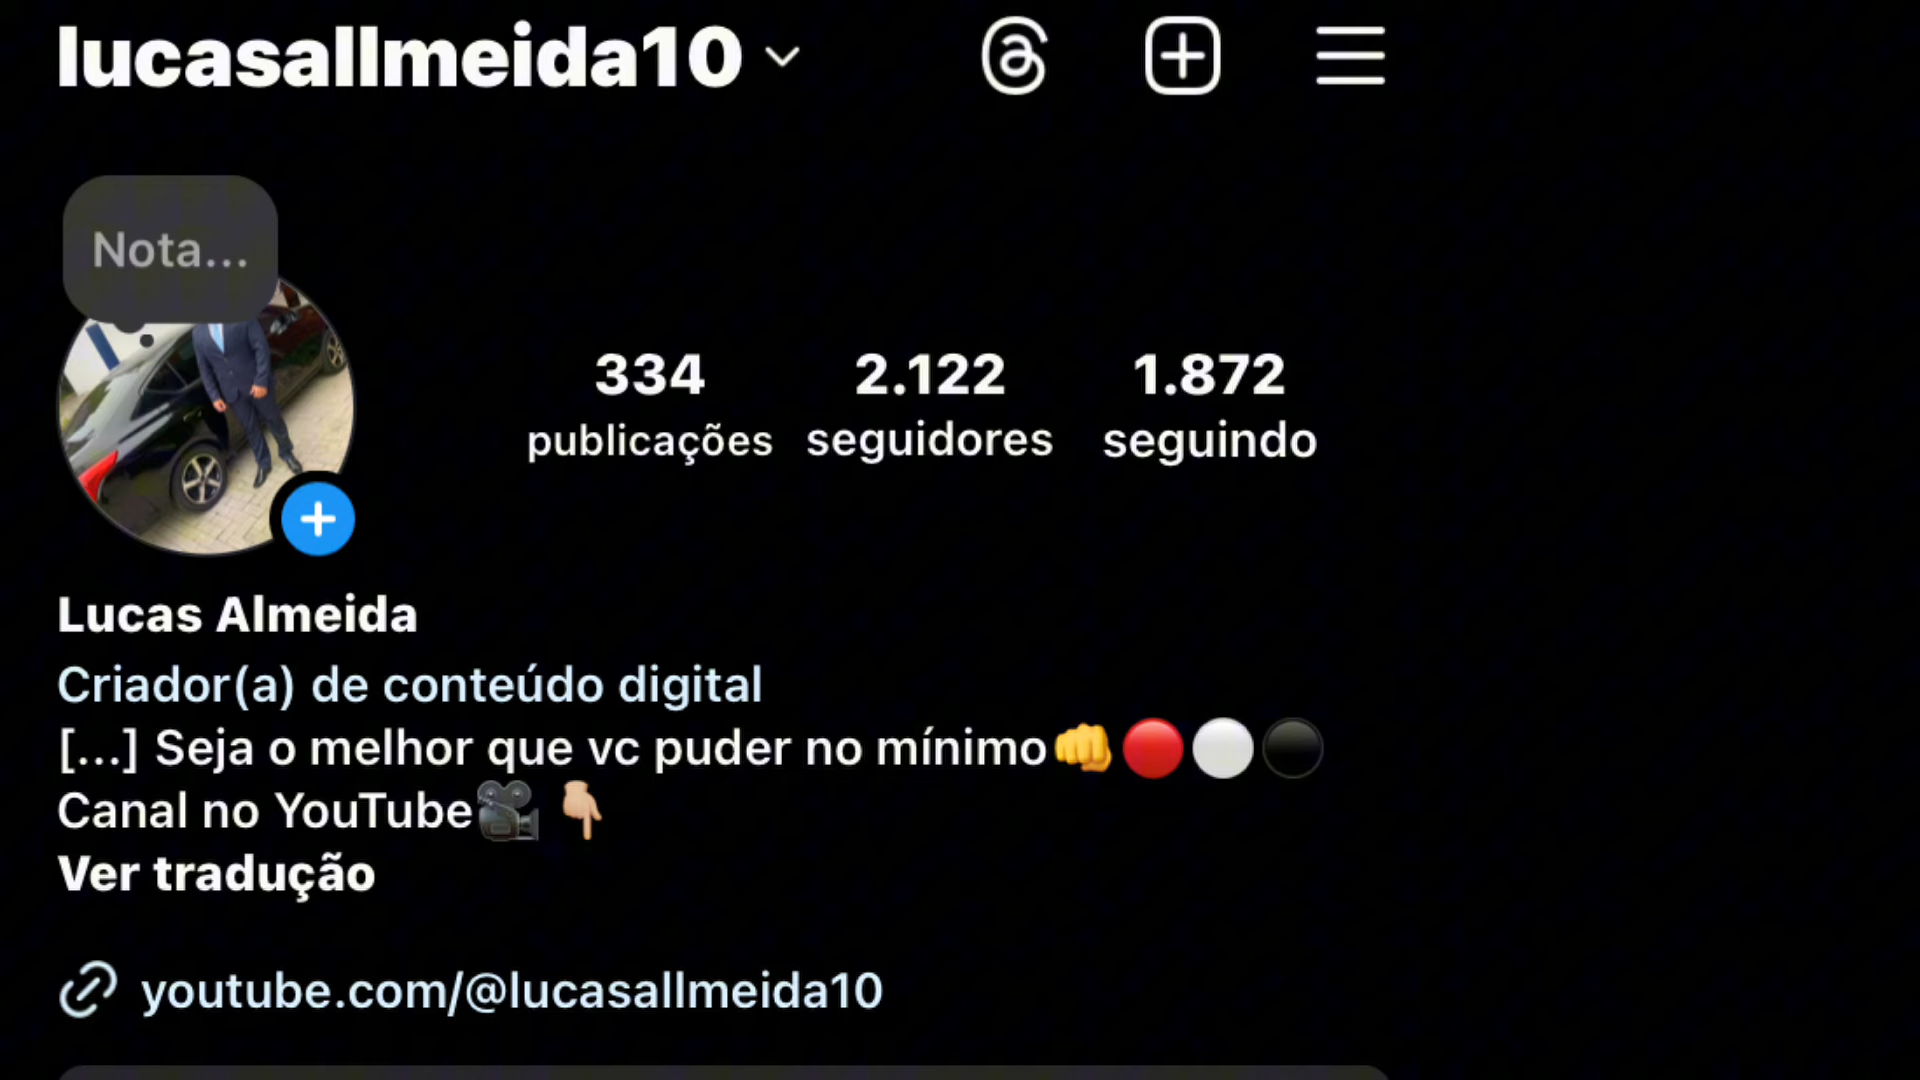 lucasallmeida10
Nota...
334 2.122 1.872
publicações seguidores seguindo
Lucas Almeida
Criador(a) de conteúdo digital
[...] Seja o melhor que vc puder no mínimo👊🔴⚪⚫
Canal no YouTube🎥 👇🏼
Ver tradução
youtube.com/@lucasallmeida10